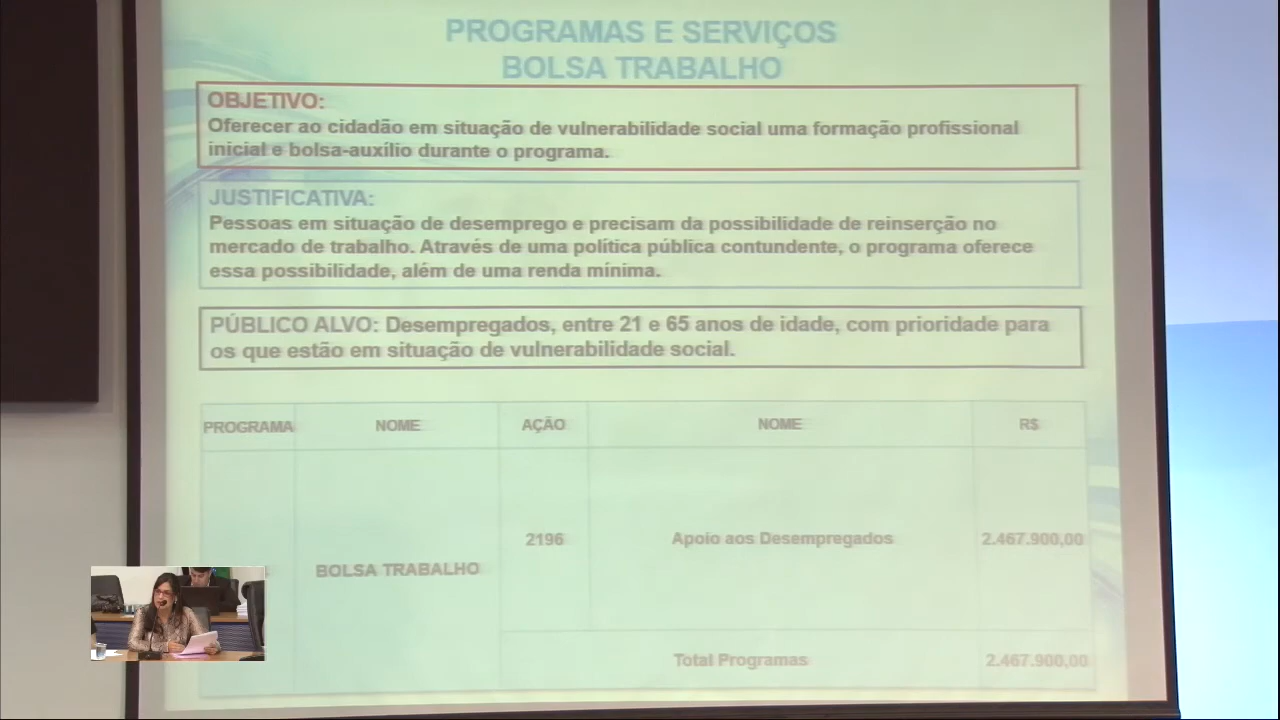 PROGRAMAS E SERVIÇOS
BOLSA TRABALHO
OBJETIVO:
Oferecer ao cidadão em situação de vulnerabilidade social uma formação profissional
inicial e bolsa-auxílio durante o programa.
JUSTIFICATIVA:
Pessoas em situação de desemprego e precisam da possibilidade de reinserção no
mercado de trabalho. Através de uma política pública contundente, o programa oferece
essa possibilidade, além de uma renda mínima.
PÚBLICO ALVO: Desempregados, entre 21 e 65 anos de idade, com prioridade para
os que estão em situação de vulnerabilidade social.
PROGRAMA NOME AÇÃO NOME R$
2196 Apoio aos Desempregados 2.467.900,00
BOLSA TRABALHO
Total Programas 2.467.900,00